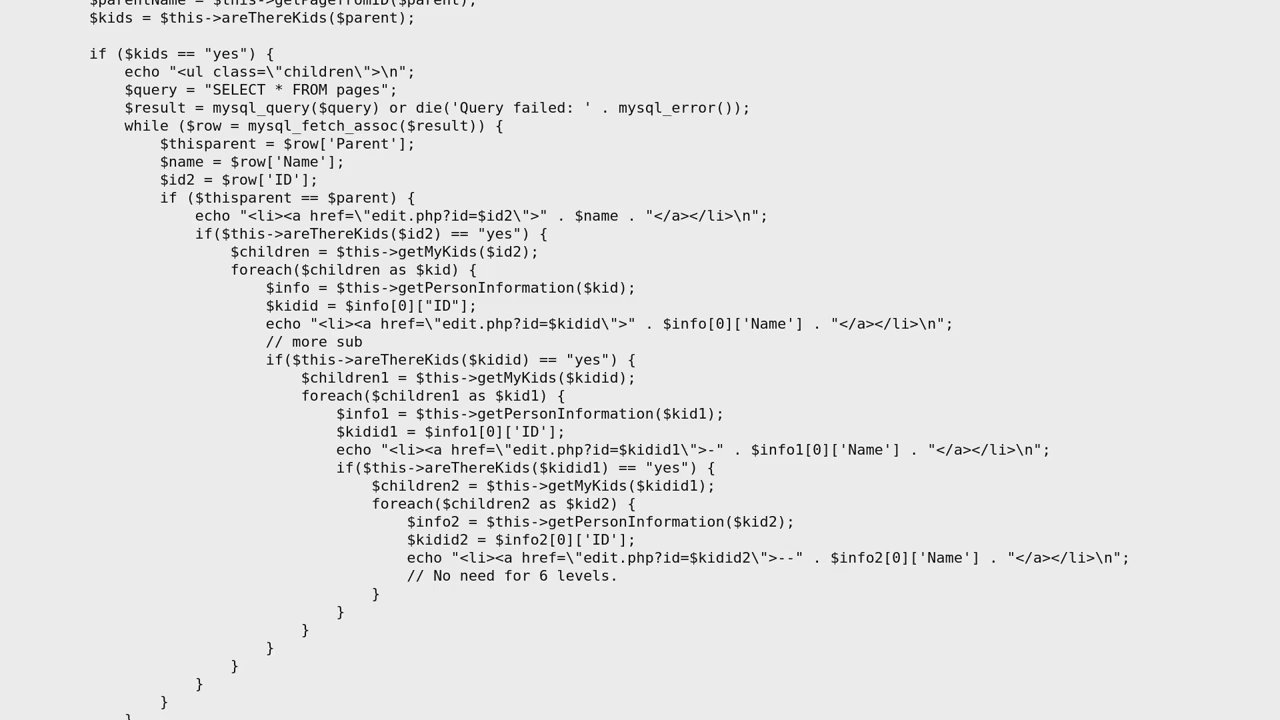 $parentName = $this->getPagefromID($parent);
$kids = $this->areThereKids($parent);
if ($kids == "yes") {
echo "<ul class=\"children\">\n";
$query = "SELECT * FROM pages";
$result = mysql_query($query) or die('Query failed: ' . mysql_error());
while ($row = mysql_fetch_assoc($result)) {
$thisparent = $row['Parent'];
$name = $row['Name'];
$id2 = $row['ID'];
if ($thisparent == $parent) {
echo "<li><a href=\"edit.php?id=$id2\">" . $name . "</a></li>\n";
if($this->areThereKids($id2) == "yes") {
$children = $this->getMyKids($id2);
foreach($children as $kid) {
$info = $this->getPersonInformation($kid);
$kidid = $info[0]["ID"];
echo "<li><a href=\"edit.php?id=$kidid\">" . $info[0]['Name'] . "</a></li>\n";
// more sub
if($this->areThereKids($kidid) == "yes") {
$children1 = $this->getMyKids($kidid);
foreach($children1 as $kid1) {
$info1 = $this->getPersonInformation($kid1);
$kidid1 = $info1[0]['ID'];
echo "<li><a href=\"edit.php?id=$kidid1\">-" . $info1[0]['Name'] . "</a></li>\n";
if($this->areThereKids($kidid1) == "yes") {
$children2 = $this->getMyKids($kidid1);
foreach($children2 as $kid2) {
$info2 = $this->getPersonInformation($kid2);
$kidid2 = $info2[0]['ID'];
echo "<li><a href=\"edit.php?id=$kidid2\">--" . $info2[0]['Name'] . "</a></li>\n";
// No need for 6 levels.
}
}
}
}
}
}
}
}